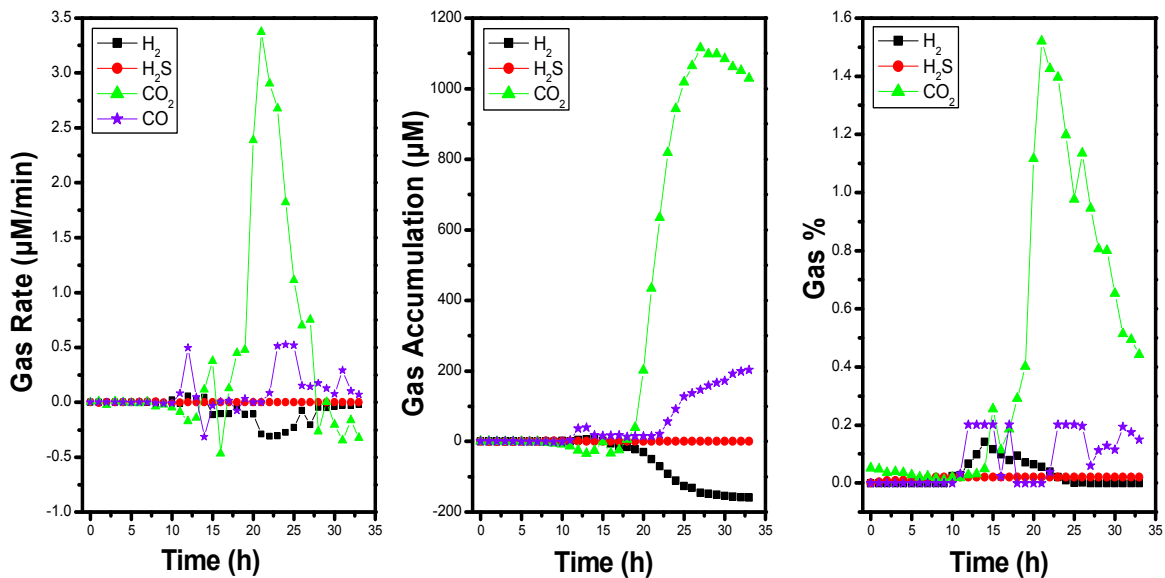 Gas Rate (µM/min)
3.5
3.0
2.5
2.0
1.5
1.0
0.5
0.0
-0.5
-1.0
H2
H2S
CO2
CO
0 5 10 15 20 25 30 35
Time (h)
Gas Accumulation (µM)
1200
1000
800
600
400
200
0
-200
H2
H2S
CO2
0 5 10 15 20 25 30 35
Time (h)
Gas %
1.6
1.4
1.2
1.0
0.8
0.6
0.4
0.2
0.0
H2
H2S
CO2
0 5 10 15 20 25 30 35
Time (h)